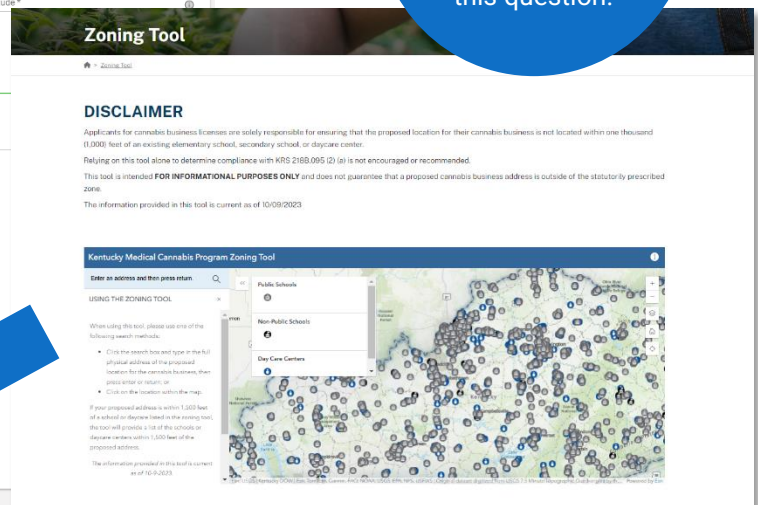 this question.
Zoning Tool
Zoning Tool
DISCLAIMER
Applicants for cannabis business licenses are solely responsible for ensuring that the proposed location for their cannabis business is not located within one thousand
(1,000) feet of an existing elementary school, secondary school, or daycare center.
Relying on this tool alone to determine compliance with KRS 218B.095 (2) (a) is not encouraged or recommended.
This tool is intended FOR INFORMATIONAL PURPOSES ONLY and does not guarantee that a proposed cannabis business address is outside of the statutorily prescribed
zone.
The information provided in this tool is current as of 10/09/2023
Kentucky Medical Cannabis Program Zoning Tool
Enter an address and then press return
USING THE ZONING TOOL
When using this tool, please use one of the
following search methods:
• Click the search box and type in the full
physical address of the proposed
location for the cannabis business, then
press enter or return; or
• Click on the location within the map.
If your proposed address is within 1,500 feet
of a school or daycare listed in the zoning tool,
the tool will provide a list of the schools or
daycare centers within 1,500 feet of the
proposed address.
The information provided in this tool is current
as of 10-9-2023.
Public Schools
Non-Public Schools
Day Care Centers
Powered by Esri